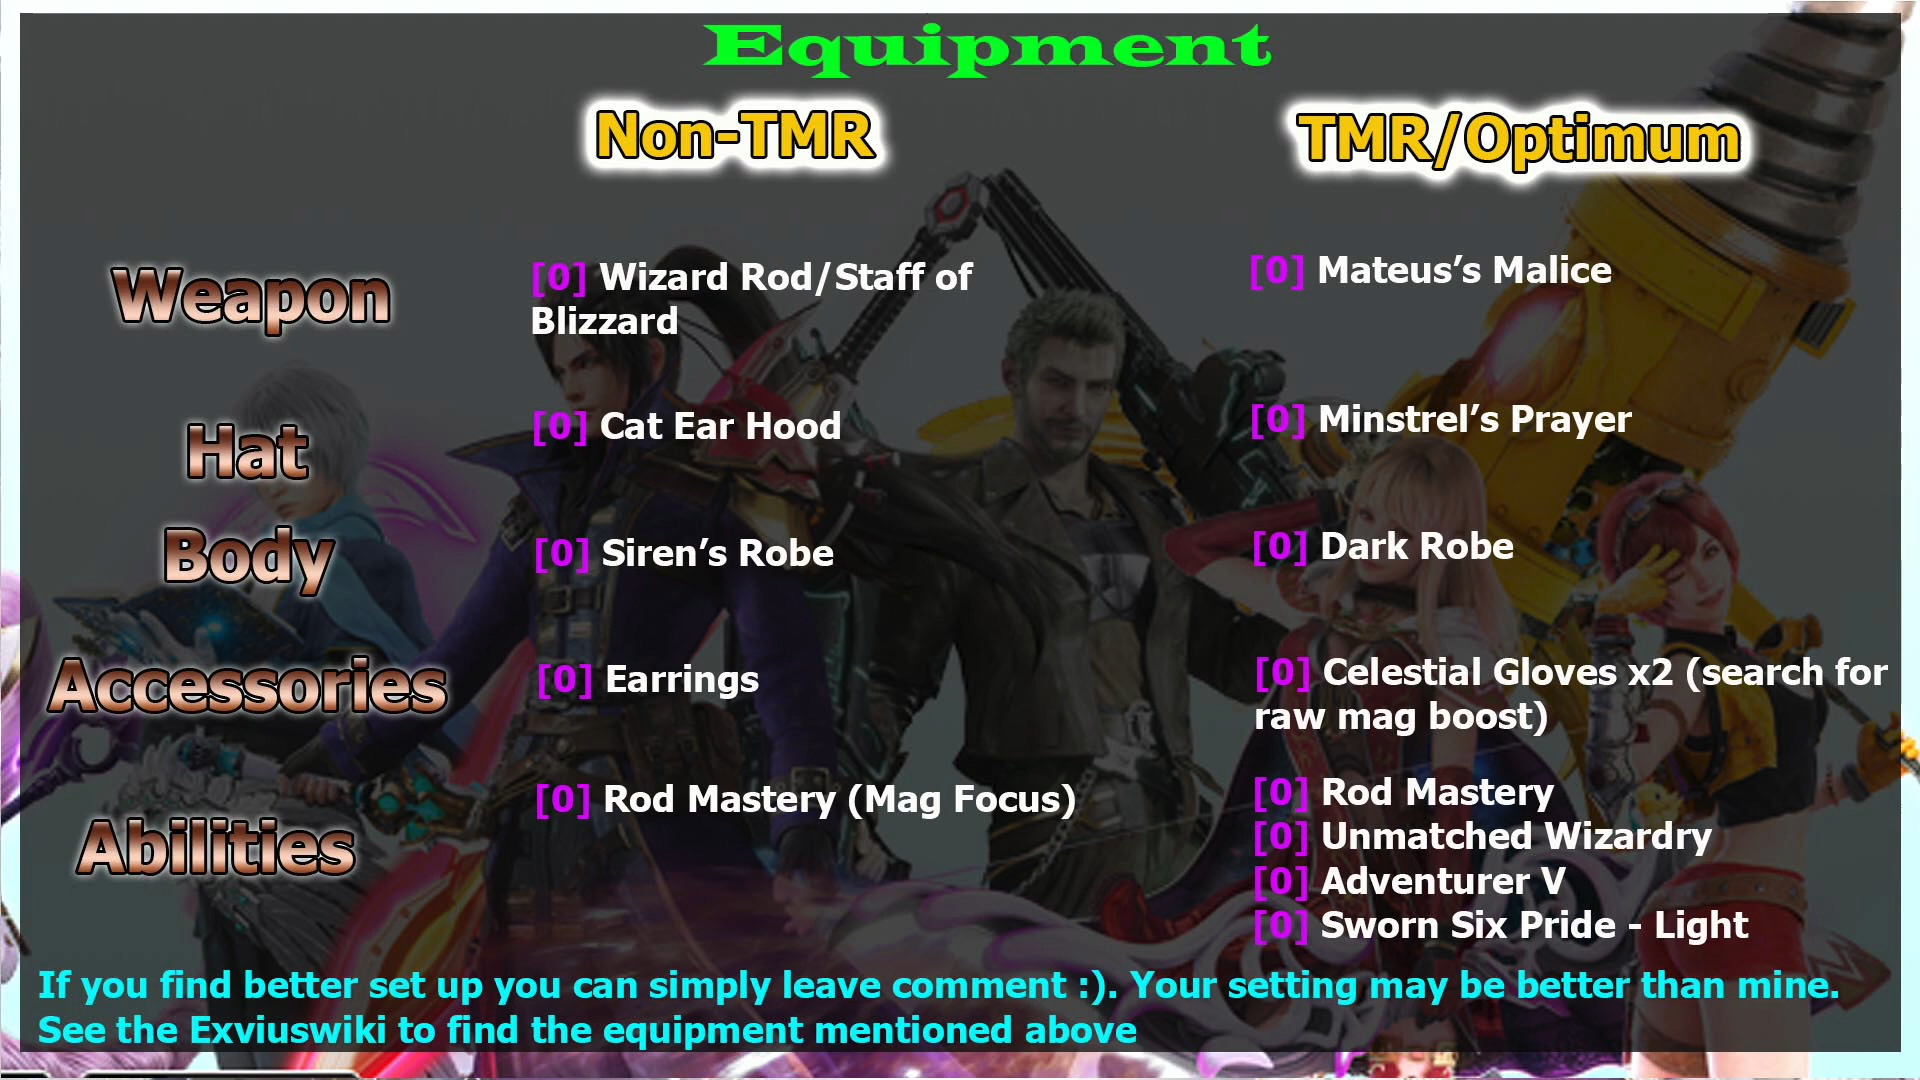 Equipment
Non-TMR
TMR/Optimum
Weapon
[0] Wizard Rod/Staff of
Blizzard
[0] Mateus’s Malice
Hat
[0] Cat Ear Hood
[0] Minstrel’s Prayer
Body
[0] Siren’s Robe
[0] Dark Robe
Accessories
[0] Earrings
[0] Celestial Gloves x2 (search for
raw mag boost)
Abilities
[0] Rod Mastery (Mag Focus)
[0] Rod Mastery
[0] Unmatched Wizardry
[0] Adventurer V
[0] Sworn Six Pride - Light
If you find better set up you can simply leave comment :). Your setting may be better than mine.
See the Exviuswiki to find the equipment mentioned above